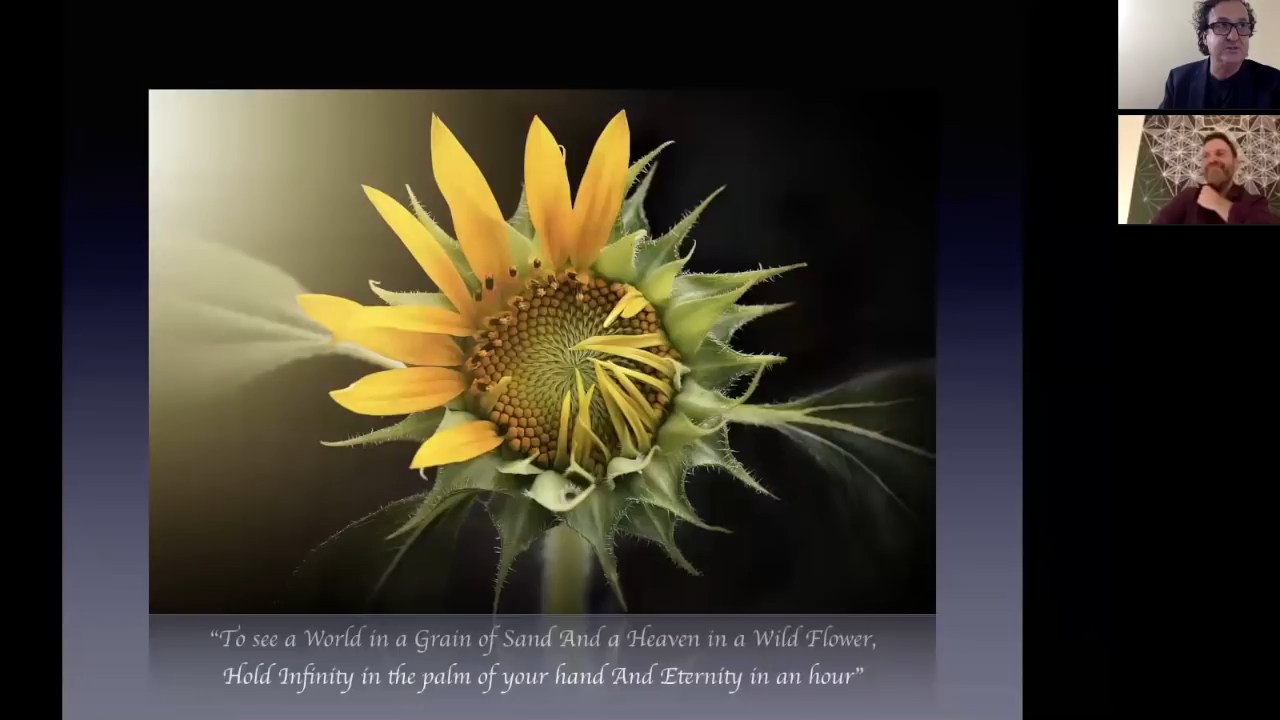 "To see a World in a Grain of Sand And a Heaven in a Wild Flower,
Hold Infinity in the palm of your hand And Eternity in an hour"